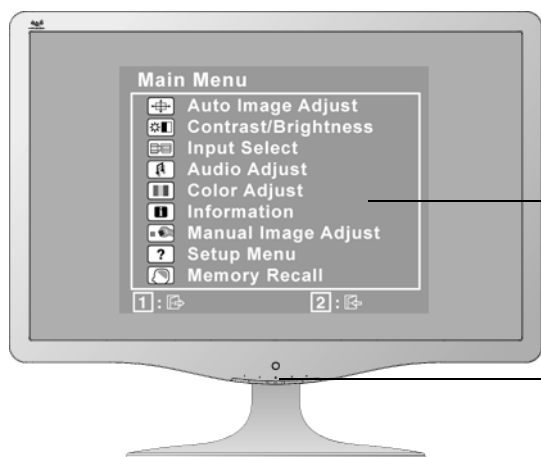 Main Menu
Auto Image Adjust
Contrast/Brightness
Input Select
Audio Adjust
Color Adjust
Information
Manual Image Adjust
? Setup Menu
Memory Recall
1 : 2 :